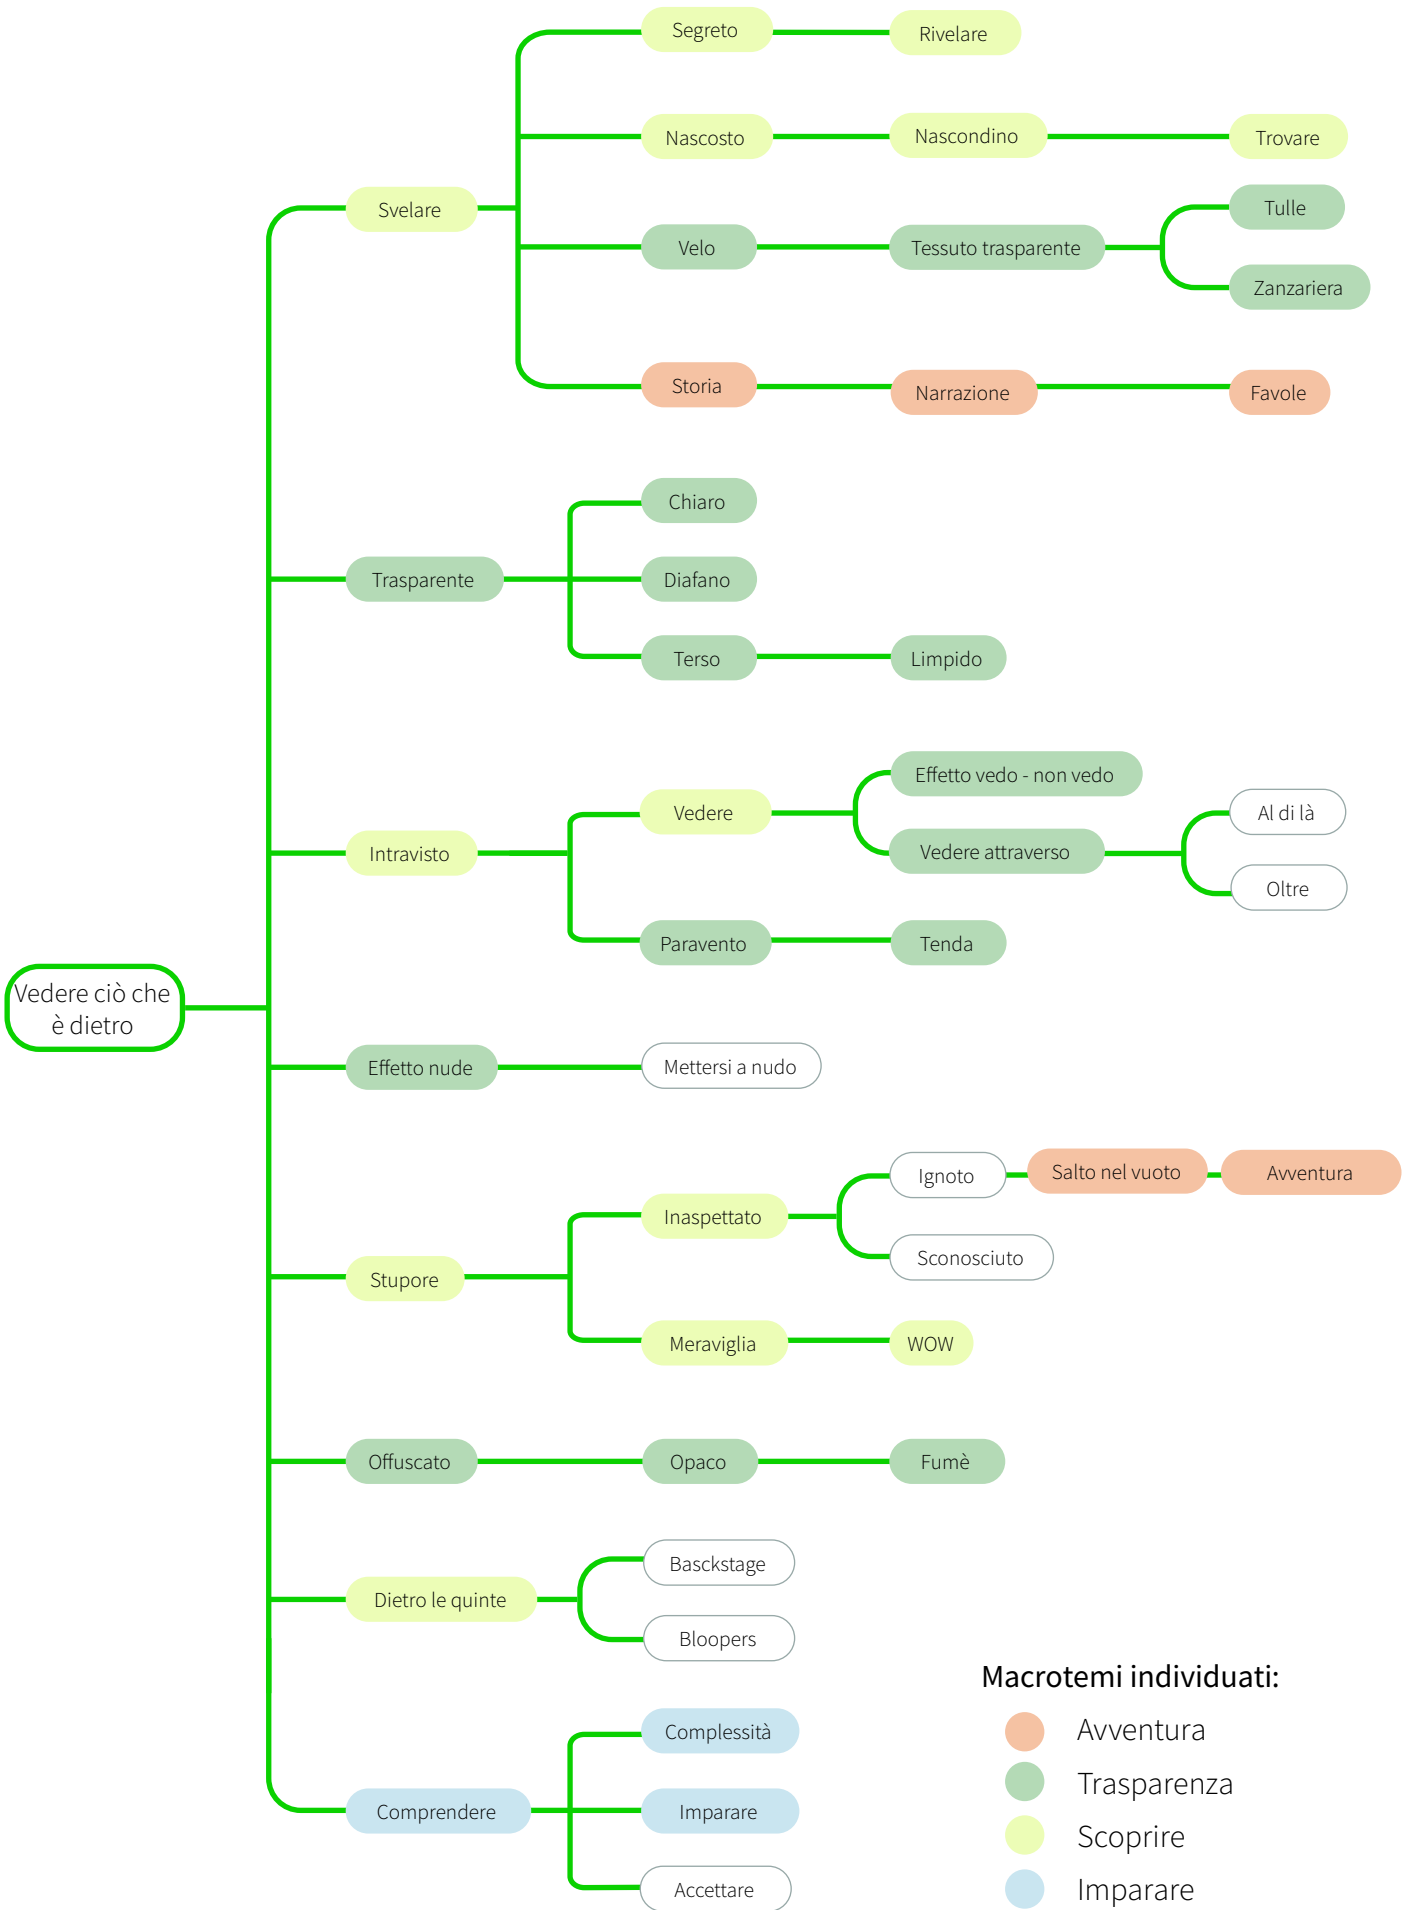 Segreto
Rivelare
Nascosto
Nascondino
Trovare
Svelare
Tulle
Velo
Tessuto trasparente
Zanzariera
Storia
Narrazione
Favole
Chiaro
Trasparente
Diafano
Terso
Limpido
Effetto vedo - non vedo
Vedere
Al di là
Intravisto
Vedere attraverso
Oltre
Paravento
Tenda
Vedere ciò che
è dietro
Effetto nude
Mettersi a nudo
Ignoto
Salto nel vuoto
Avventura
Inaspettato
Sconosciuto
Stupore
Meraviglia
WOW
Offuscato
Opaco
Fumè
Basckstage
Dietro le quinte
Bloopers
Complessità
Comprendere
Imparare
Accettare
Macrotemi individuati:
Avventura
Trasparenza
Scoprire
Imparare